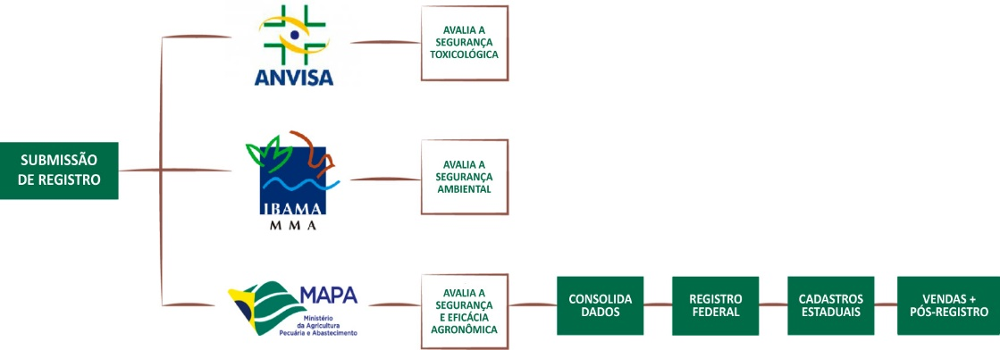 SUBMISSÃO
DE REGISTRO
ANVISA
AVALIA A
SEGURANÇA
TOXICOLÓGICA
IBAMA
M M A
AVALIA A
SEGURANÇA
AMBIENTAL
MAPA
Ministério
da Agricultura
Pecuária e Abastecimento
AVALIA A
SEGURANÇA
E EFICÁCIA
AGRONÔMICA
CONSOLIDA
DADOS
REGISTRO
FEDERAL
CADASTROS
ESTADUAIS
VENDAS +
PÓS-REGISTRO